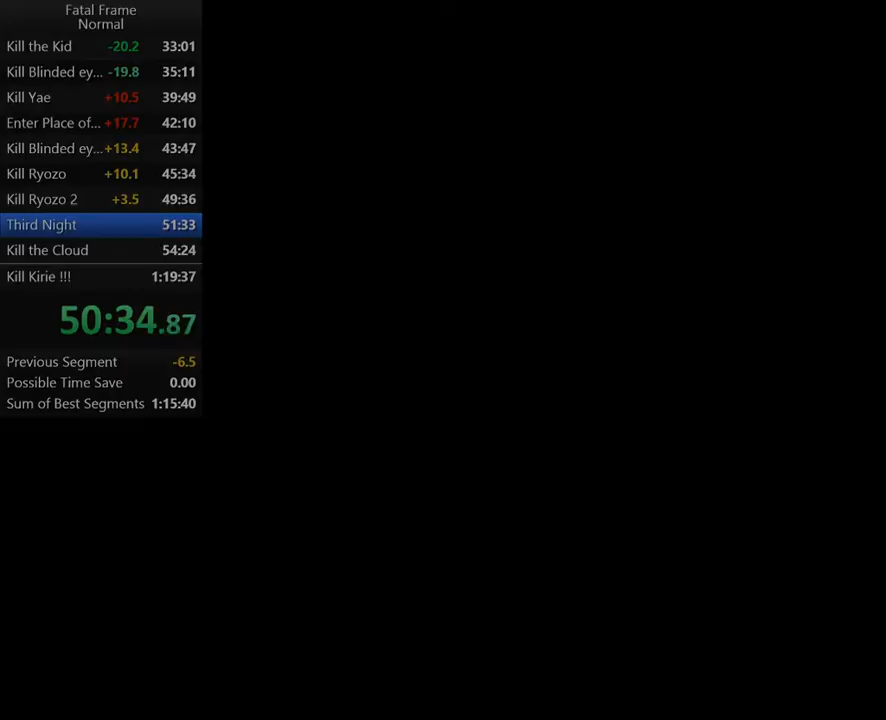 Fatal Frame
Normal
Kill the Kid -20.2 33:01
Kill Blinded ey... -19.8 35:11
Kill Yae +10.5 39:49
Enter Place of... +17.7 42:10
Kill Blinded ey... +13.4 43:47
Kill Ryozo +10.1 45:34
Kill Ryozo 2 +3.5 49:36
Third Night 51:33
Kill the Cloud 54:24
Kill Kirie !!! 1:19:37
50:34.87
Previous Segment -6.5
Possible Time Save 0.00
Sum of Best Segments 1:15:40